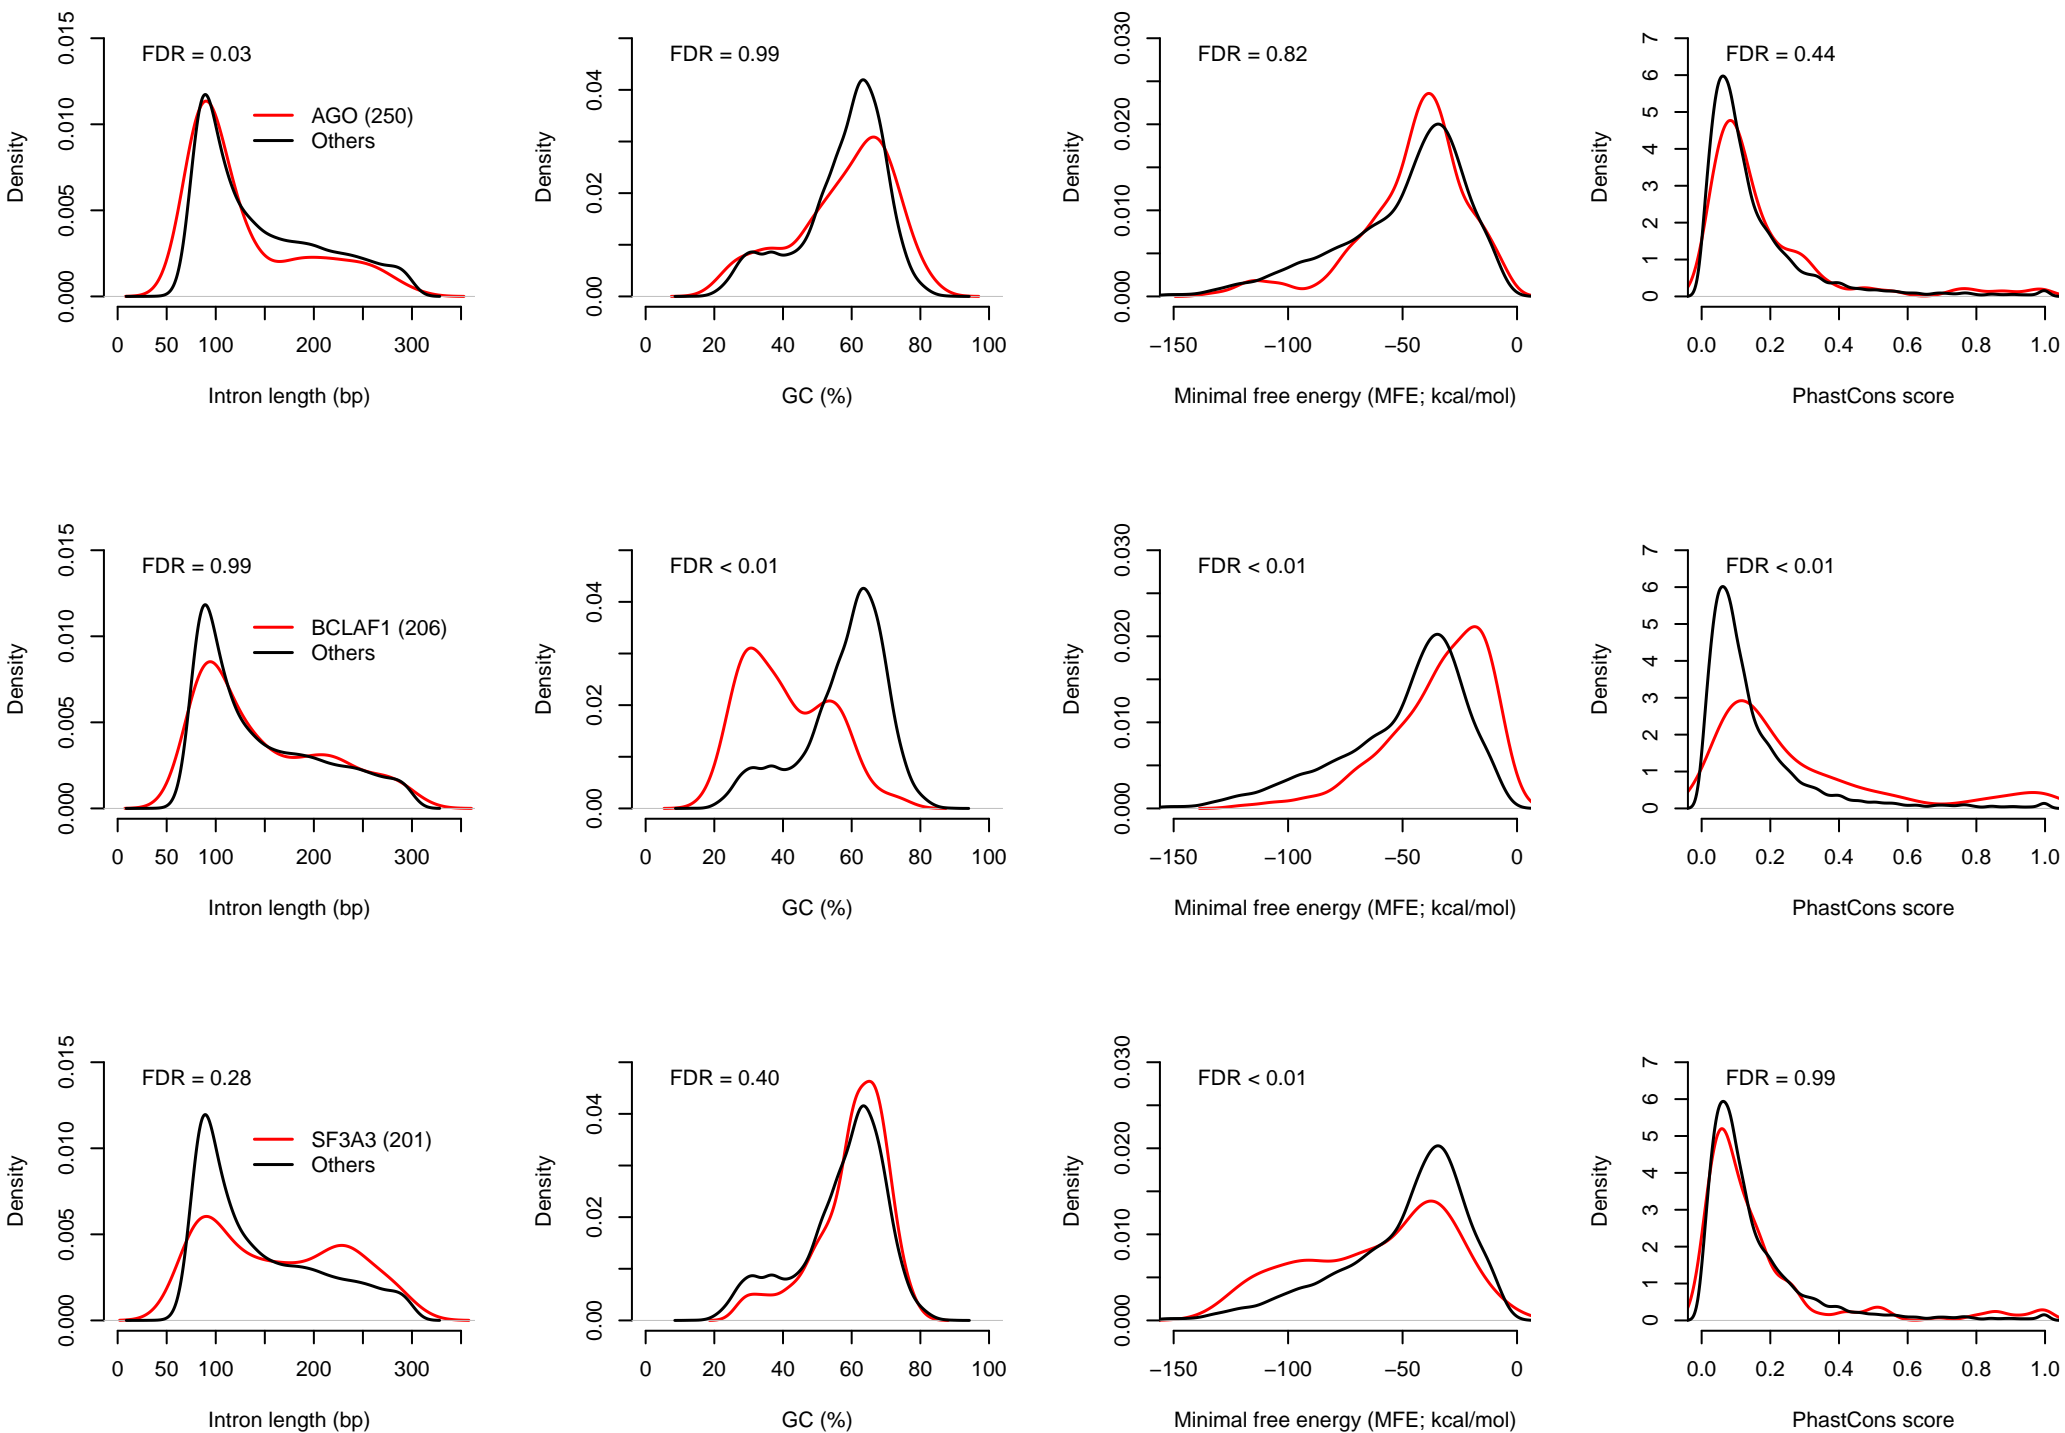 0.000 0.005 0.010 0.015
Density
FDR = 0.03
AGO (250)
Others
0 50 100 200 300
Intron length (bp)
0.00 0.02 0.04
Density
FDR = 0.99
0 20 40 60 80 100
GC (%)
0.000 0.010 0.020 0.030
Density
FDR = 0.82
−150 −100 −50 0
Minimal free energy (MFE; kcal/mol)
0 1 2 3 4 5 6 7
Density
FDR = 0.44
0.0 0.2 0.4 0.6 0.8 1.0
PhastCons score
0.000 0.005 0.010 0.015
Density
FDR = 0.99
BCLAF1 (206)
Others
0 50 100 200 300
Intron length (bp)
0.00 0.02 0.04
Density
FDR < 0.01
0 20 40 60 80 100
GC (%)
0.000 0.010 0.020 0.030
Density
FDR < 0.01
−150 −100 −50 0
Minimal free energy (MFE; kcal/mol)
0 1 2 3 4 5 6 7
Density
FDR < 0.01
0.0 0.2 0.4 0.6 0.8 1.0
PhastCons score
0.000 0.005 0.010 0.015
Density
FDR = 0.28
SF3A3 (201)
Others
0 50 100 200 300
Intron length (bp)
0.00 0.02 0.04
Density
FDR = 0.40
0 20 40 60 80 100
GC (%)
0.000 0.010 0.020 0.030
Density
FDR < 0.01
−150 −100 −50 0
Minimal free energy (MFE; kcal/mol)
0 1 2 3 4 5 6 7
Density
FDR = 0.99
0.0 0.2 0.4 0.6 0.8 1.0
PhastCons score